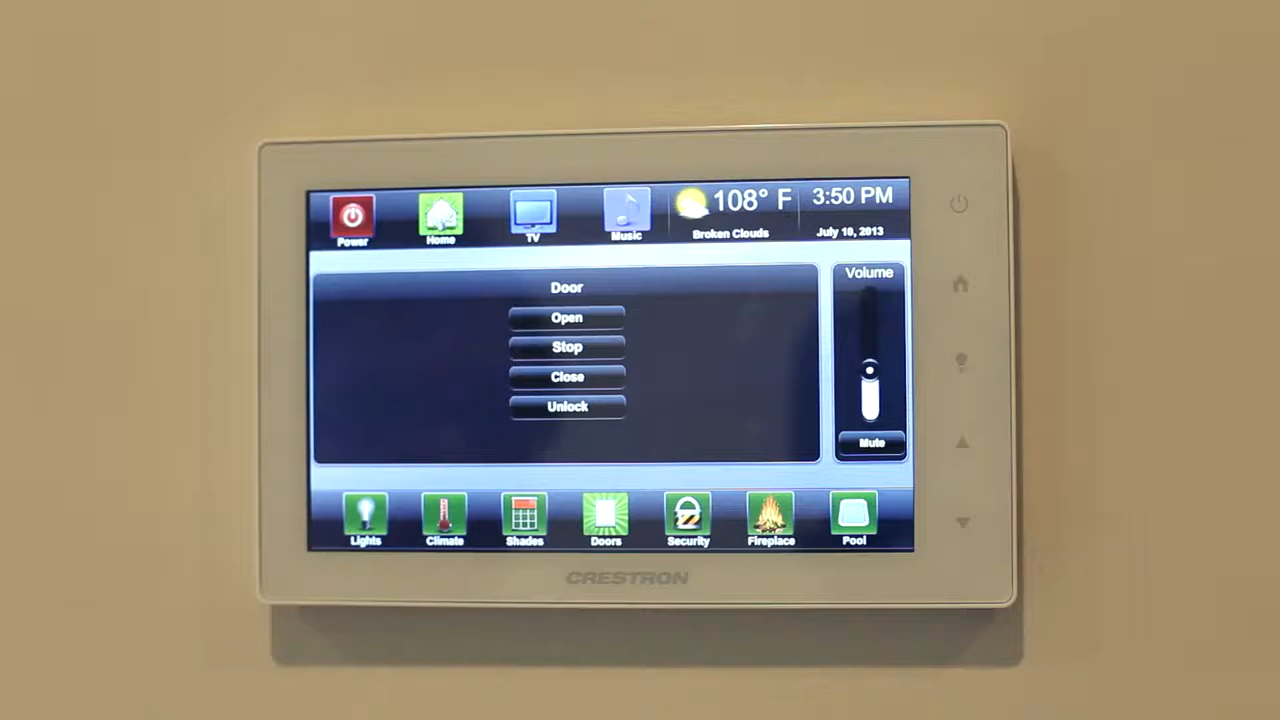 Power
Home
TV
Music
108° F
Broken Clouds
3:50 PM
July 10, 2013
Door
Open
Stop
Close
Unlock
Volume
Mute
Lights
Climate
Shades
Doors
Security
Fireplace
Pool
CRESTRON